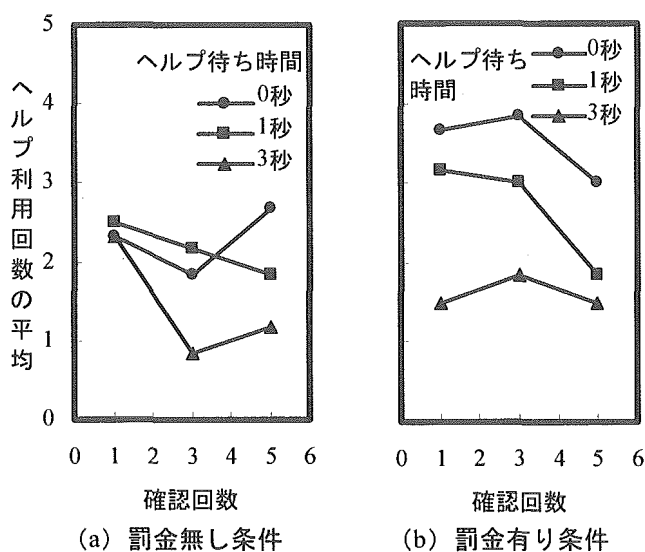 ヘルプ利用回数の平均
5
4
3
2
1
0
ヘルプ待ち時間
0秒
1秒
3秒
0 1 2 3 4 5 6
確認回数
(a) 罰金無し条件
ヘルプ待ち
時間
0秒
1秒
3秒
0 1 2 3 4 5 6
確認回数
(b) 罰金有り条件